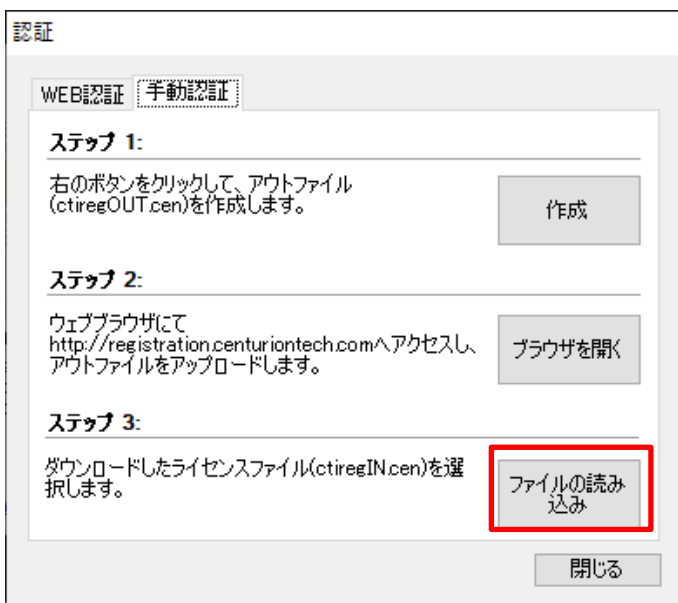 認証
WEB認証 手動認証
ステップ 1:
右のボタンをクリックして、アウトファイル
(ctiregOUT.cen)を作成します。
作成
ステップ 2:
ウェブブラウザにて
http://registration.centuriontech.comへアクセスし、
アウトファイルをアップロードします。
ブラウザを開く
ステップ 3:
ダウンロードしたライセンスファイル(ctiregIN.cen)を選
択します。
ファイルの読み
込み
閉じる